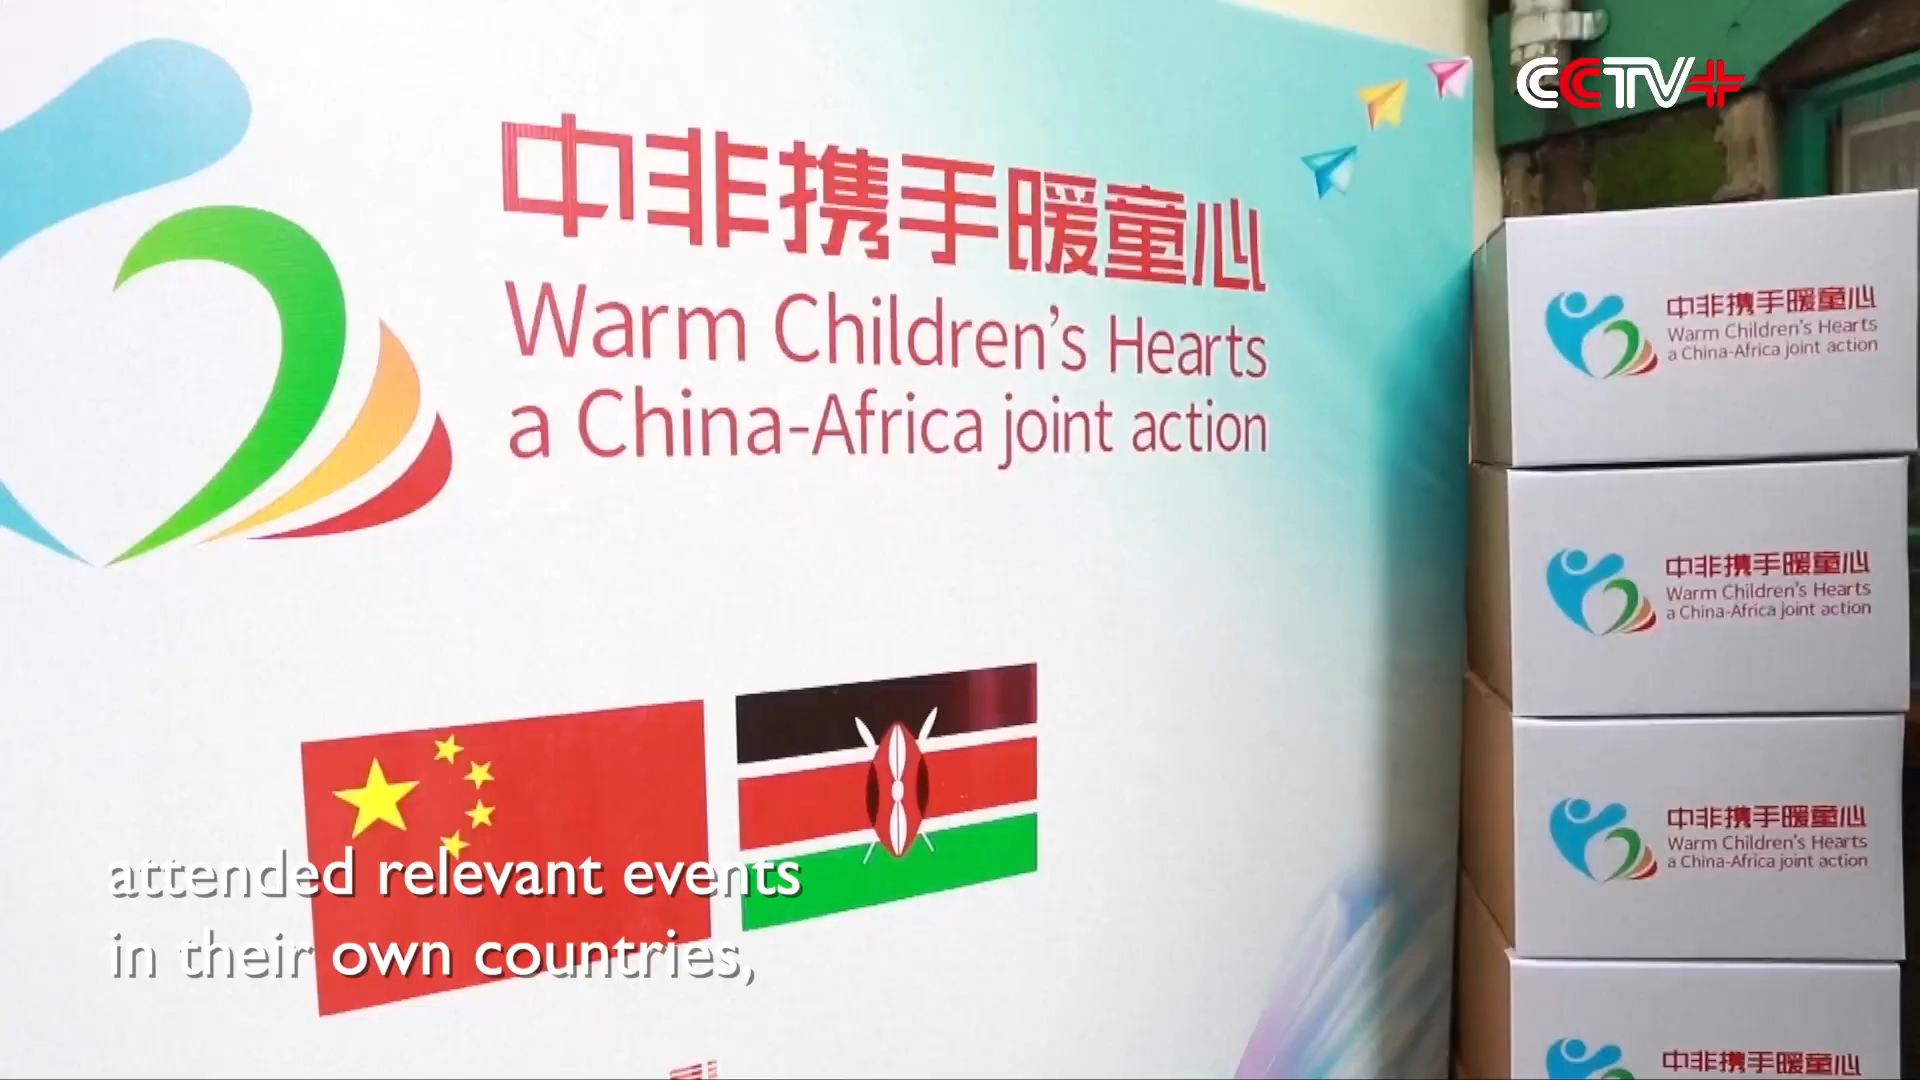 CCTV+
中非携手暖童心
Warm Children's Hearts
a China-Africa joint action
中非携手暖童心
Warm Children's Hearts
a China-Africa joint action
中非携手暖童心
Warm Children's Hearts
a China-Africa joint action
中非携手暖童心
Warm Children's Hearts
a China-Africa joint action
中非携手暖童心
attended relevant events
in their own countries,